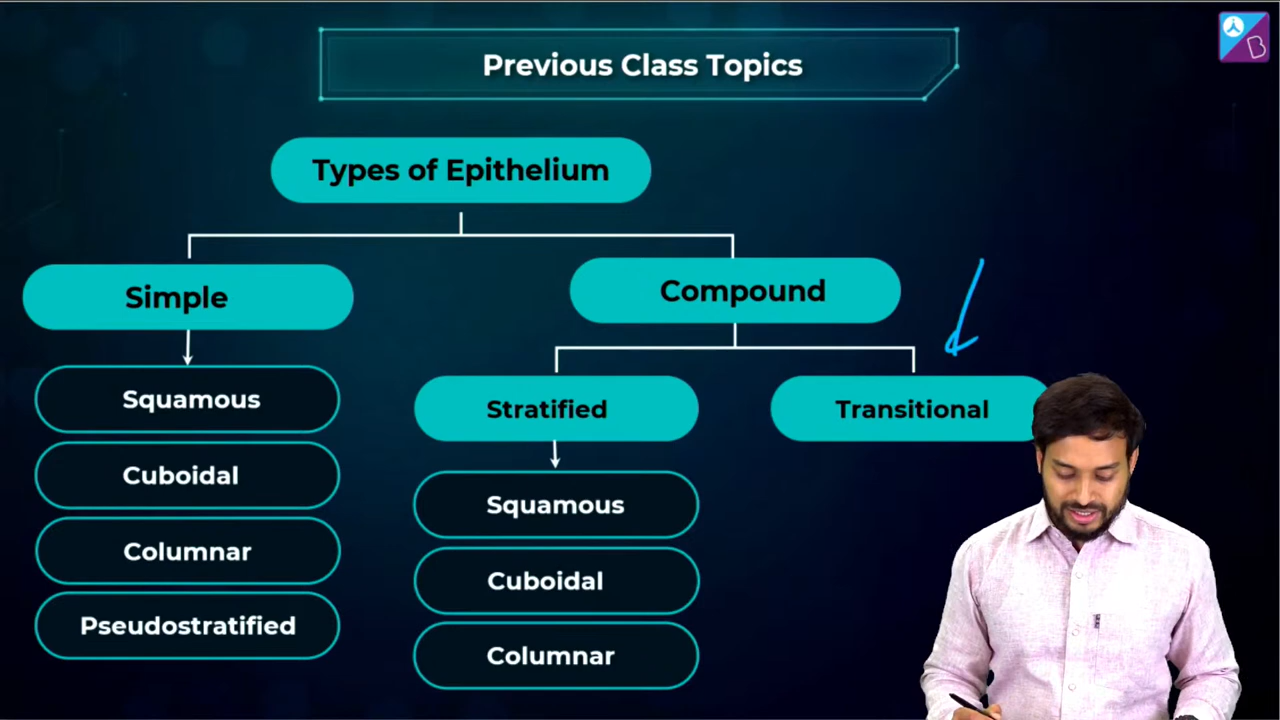 Previous Class Topics
Types of Epithelium
Simple
Compound
Squamous
Cuboidal
Columnar
Pseudostratified
Stratified
Transitional
Squamous
Cuboidal
Columnar
B